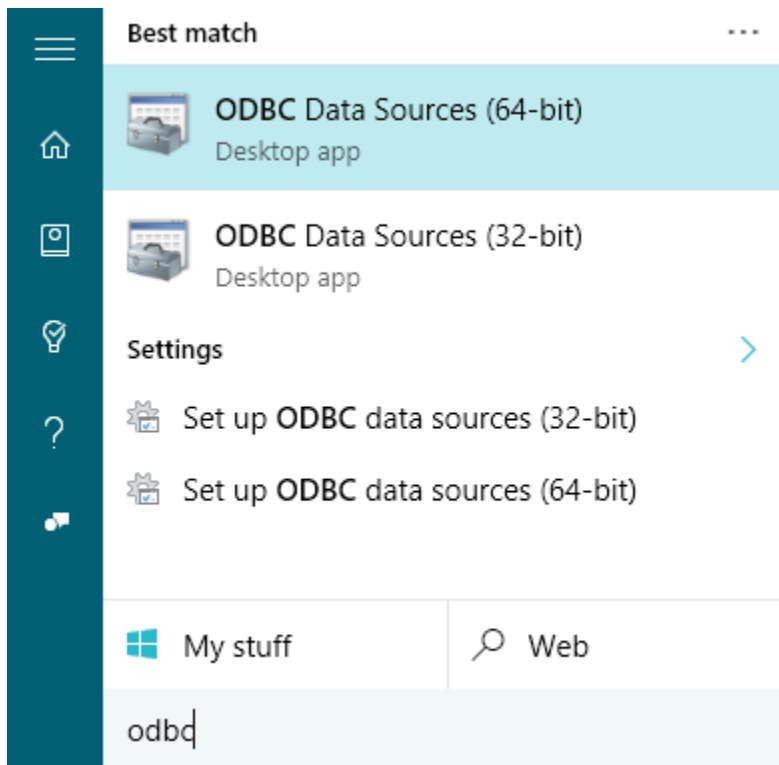 Best match
ODBC Data Sources (64-bit)
Desktop app
ODBC Data Sources (32-bit)
Desktop app
Settings
Set up ODBC data sources (32-bit)
Set up ODBC data sources (64-bit)
My stuff
Web
odbc